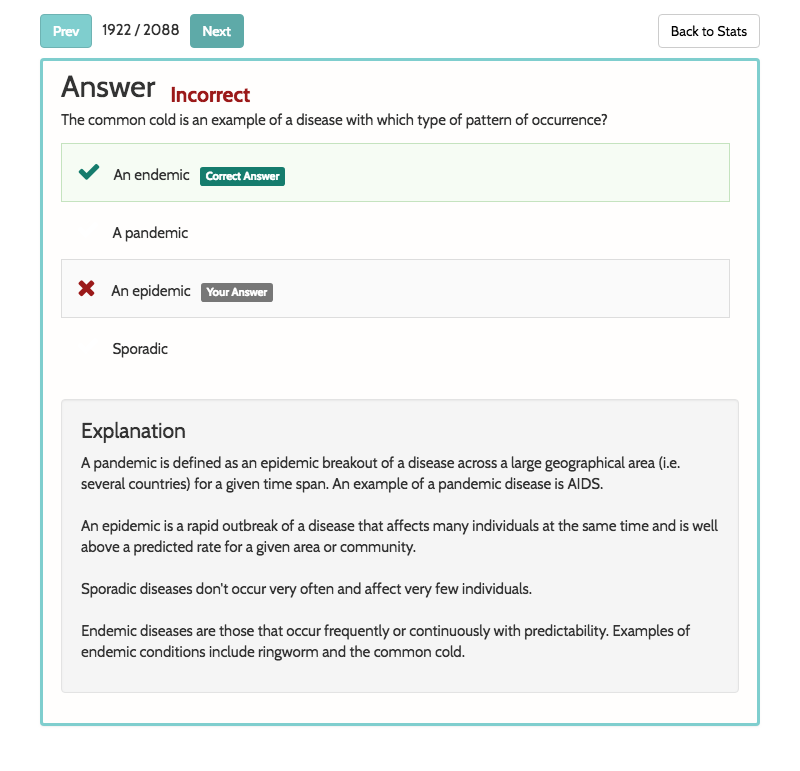 Prev 1922 / 2088 Next Back to Stats
Answer Incorrect
The common cold is an example of a disease with which type of pattern of occurrence?
An endemic Correct Answer
A pandemic
An epidemic Your Answer
Sporadic
Explanation
A pandemic is defined as an epidemic breakout of a disease across a large geographical area (i.e.
several countries) for a given time span. An example of a pandemic disease is AIDS.
An epidemic is a rapid outbreak of a disease that affects many individuals at the same time and is well
above a predicted rate for a given area or community.
Sporadic diseases don't occur very often and affect very few individuals.
Endemic diseases are those that occur frequently or continuously with predictability. Examples of
endemic conditions include ringworm and the common cold.